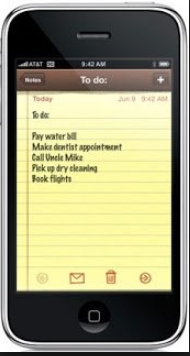 AT&T 3G 9:42 AM
Notes To do: +
Today Jun 9 9:42 AM
To do:
Pay water bill
Make dentist appointment
Call Uncle Mike
Pick up dry cleaning
Book flights